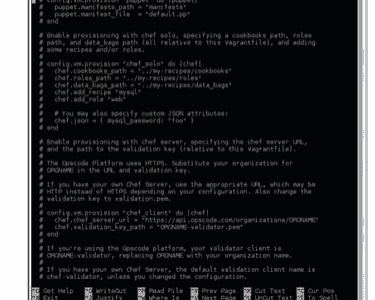 # config.vm.provision "puppet" do |puppet|
#   puppet.manifests_path = "manifests"
#   puppet.manifest_file  = "default.pp"
# end

# Enable provisioning with chef solo, specifying a cookbooks path, roles
# path, and data_bags path (all relative to this Vagrantfile), and adding
# some recipes and/or roles.
#
# config.vm.provision "chef_solo" do |chef|
#   chef.cookbooks_path = "../my-recipes/cookbooks"
#   chef.roles_path = "../my-recipes/roles"
#   chef.data_bags_path = "../my-recipes/data_bags"
#   chef.add_recipe "mysql"
#   chef.add_role "web"
#
#   # You may also specify custom JSON attributes:
#   chef.json = { mysql_password: "foo" }
# end

# Enable provisioning with chef server, specifying the chef server URL,
# and the path to the validation key (relative to this Vagrantfile).
#
# The Opscode Platform uses HTTPS. Substitute your organization for
# ORGNAME in the URL and validation key.
#
# If you have your own Chef Server, use the appropriate URL, which may be
# HTTP instead of HTTPS depending on your configuration. Also change the
# validation key to validation.pem.
#
# config.vm.provision "chef_client" do |chef|
#   chef.chef_server_url = "https://api.opscode.com/organizations/ORGNAME"
#   chef.validation_key_path = "ORGNAME-validator.pem"
# end
#
# If you're using the Opscode platform, your validator client is
# ORGNAME-validator, replacing ORGNAME with your organization name.
#
# If you have your own Chef Server, the default validation client name is
# chef-validator, unless you changed the configuration.
^G Get Help ^O WriteOut ^R Read File ^Y Prev Page ^K Cut Text ^C Cur Pos
^X Exit ^J Justify ^W Where Is ^V Next Page ^U UnCut Text ^T To Spell